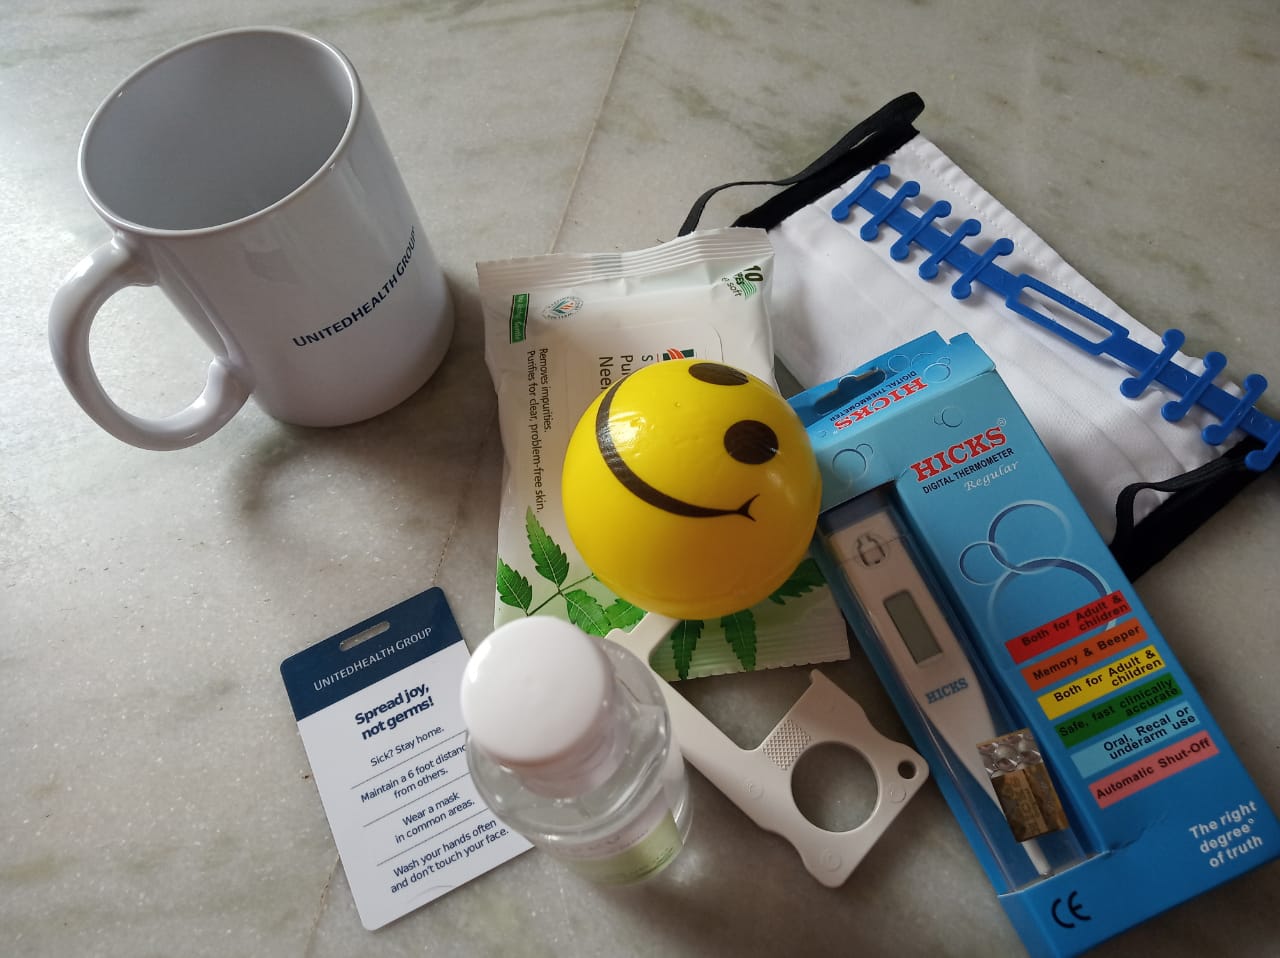 UNITEDHEALTH GROUP
10
Removes impurities.
Purifies for clear, problem-free skin.
HICKS
DIGITAL THERMOMETER
HICKS
DIGITAL THERMOMETER
Regular
HICKS
Both for Adult &
children
Memory & Beeper
Both for Adult &
children
Safe, fast clinically
accurate
Oral, Recal or
underarm use
Automatic Shut-Off
The right
degree°
of truth
CE
UNITEDHEALTH GROUP
Spread joy,
not germs!
Sick? Stay home.
Maintain a 6 foot distance
from others.
Wear a mask
in common areas.
Wash your hands often
and don't touch your face.